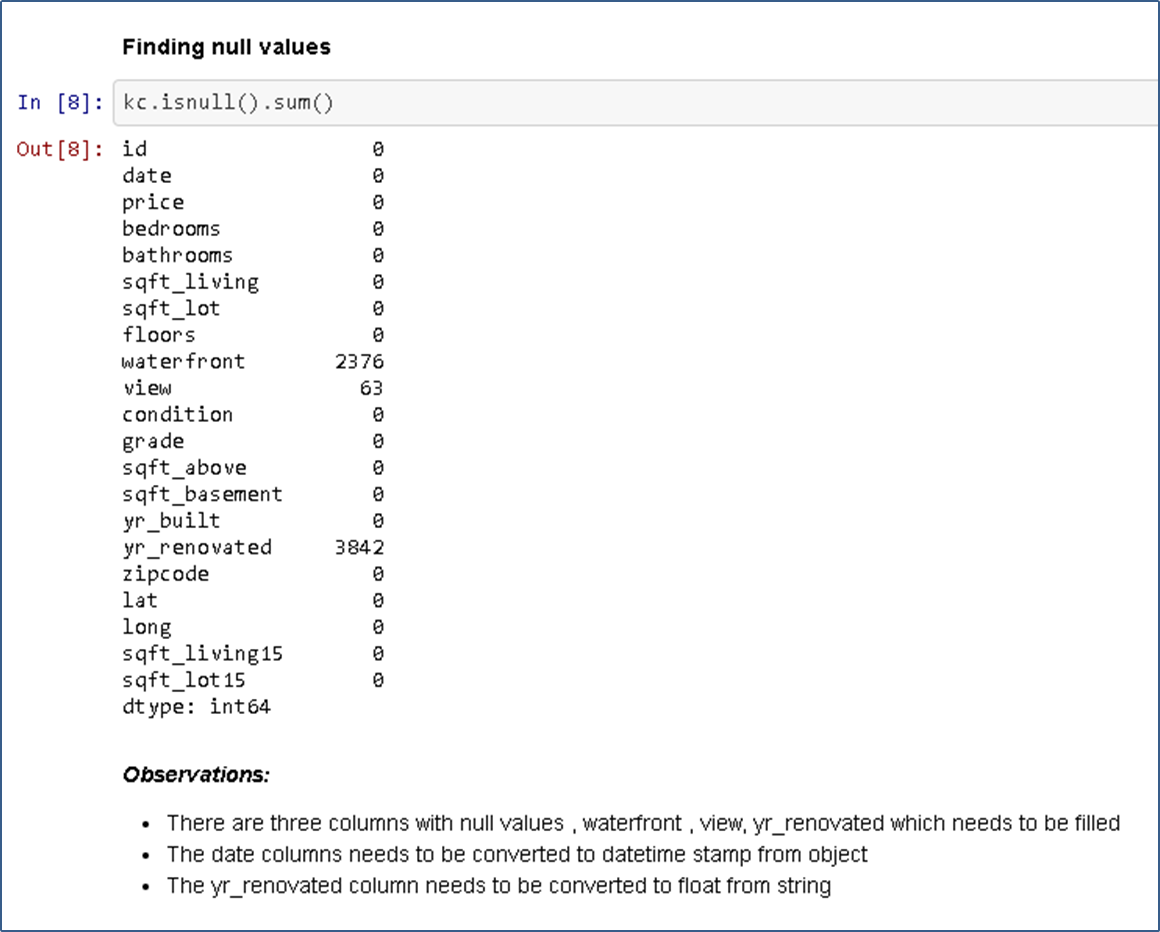 Finding null values
In [8]: kc.isnull().sum()
Out[8]: id 0
date 0
price 0
bedrooms 0
bathrooms 0
sqft_living 0
sqft_lot 0
floors 0
waterfront 2376
view 63
condition 0
grade 0
sqft_above 0
sqft_basement 0
yr_built 0
yr_renovated 3842
zipcode 0
lat 0
long 0
sqft_living15 0
sqft_lot15 0
dtype: int64
Observations:
• There are three columns with null values , waterfront , view, yr_renovated which needs to be filled
• The date columns needs to be converted to datetime stamp from object
• The yr_renovated column needs to be converted to float from string